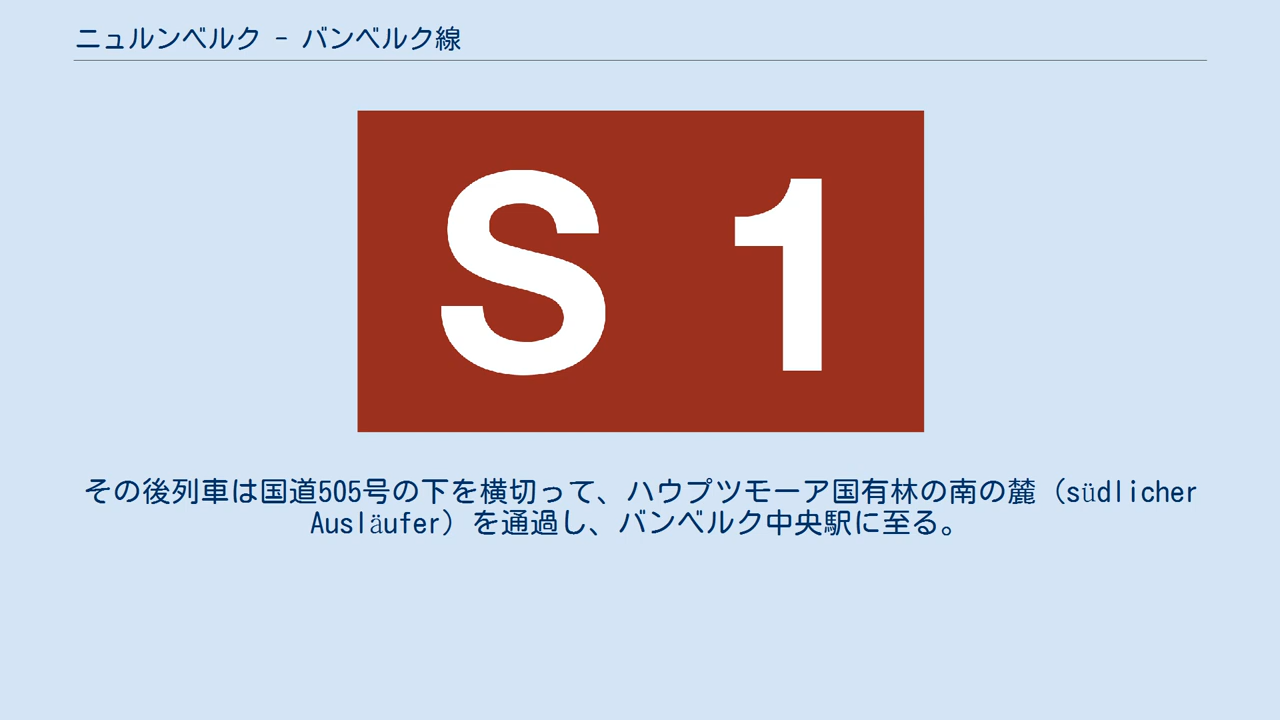 ニュルンベルク - バンベルク線
S 1
その後列車は国道505号の下を横切って、ハウプツモーア国有林の南の麓（südlicher
Ausläufer）を通過し、バンベルク中央駅に至る。